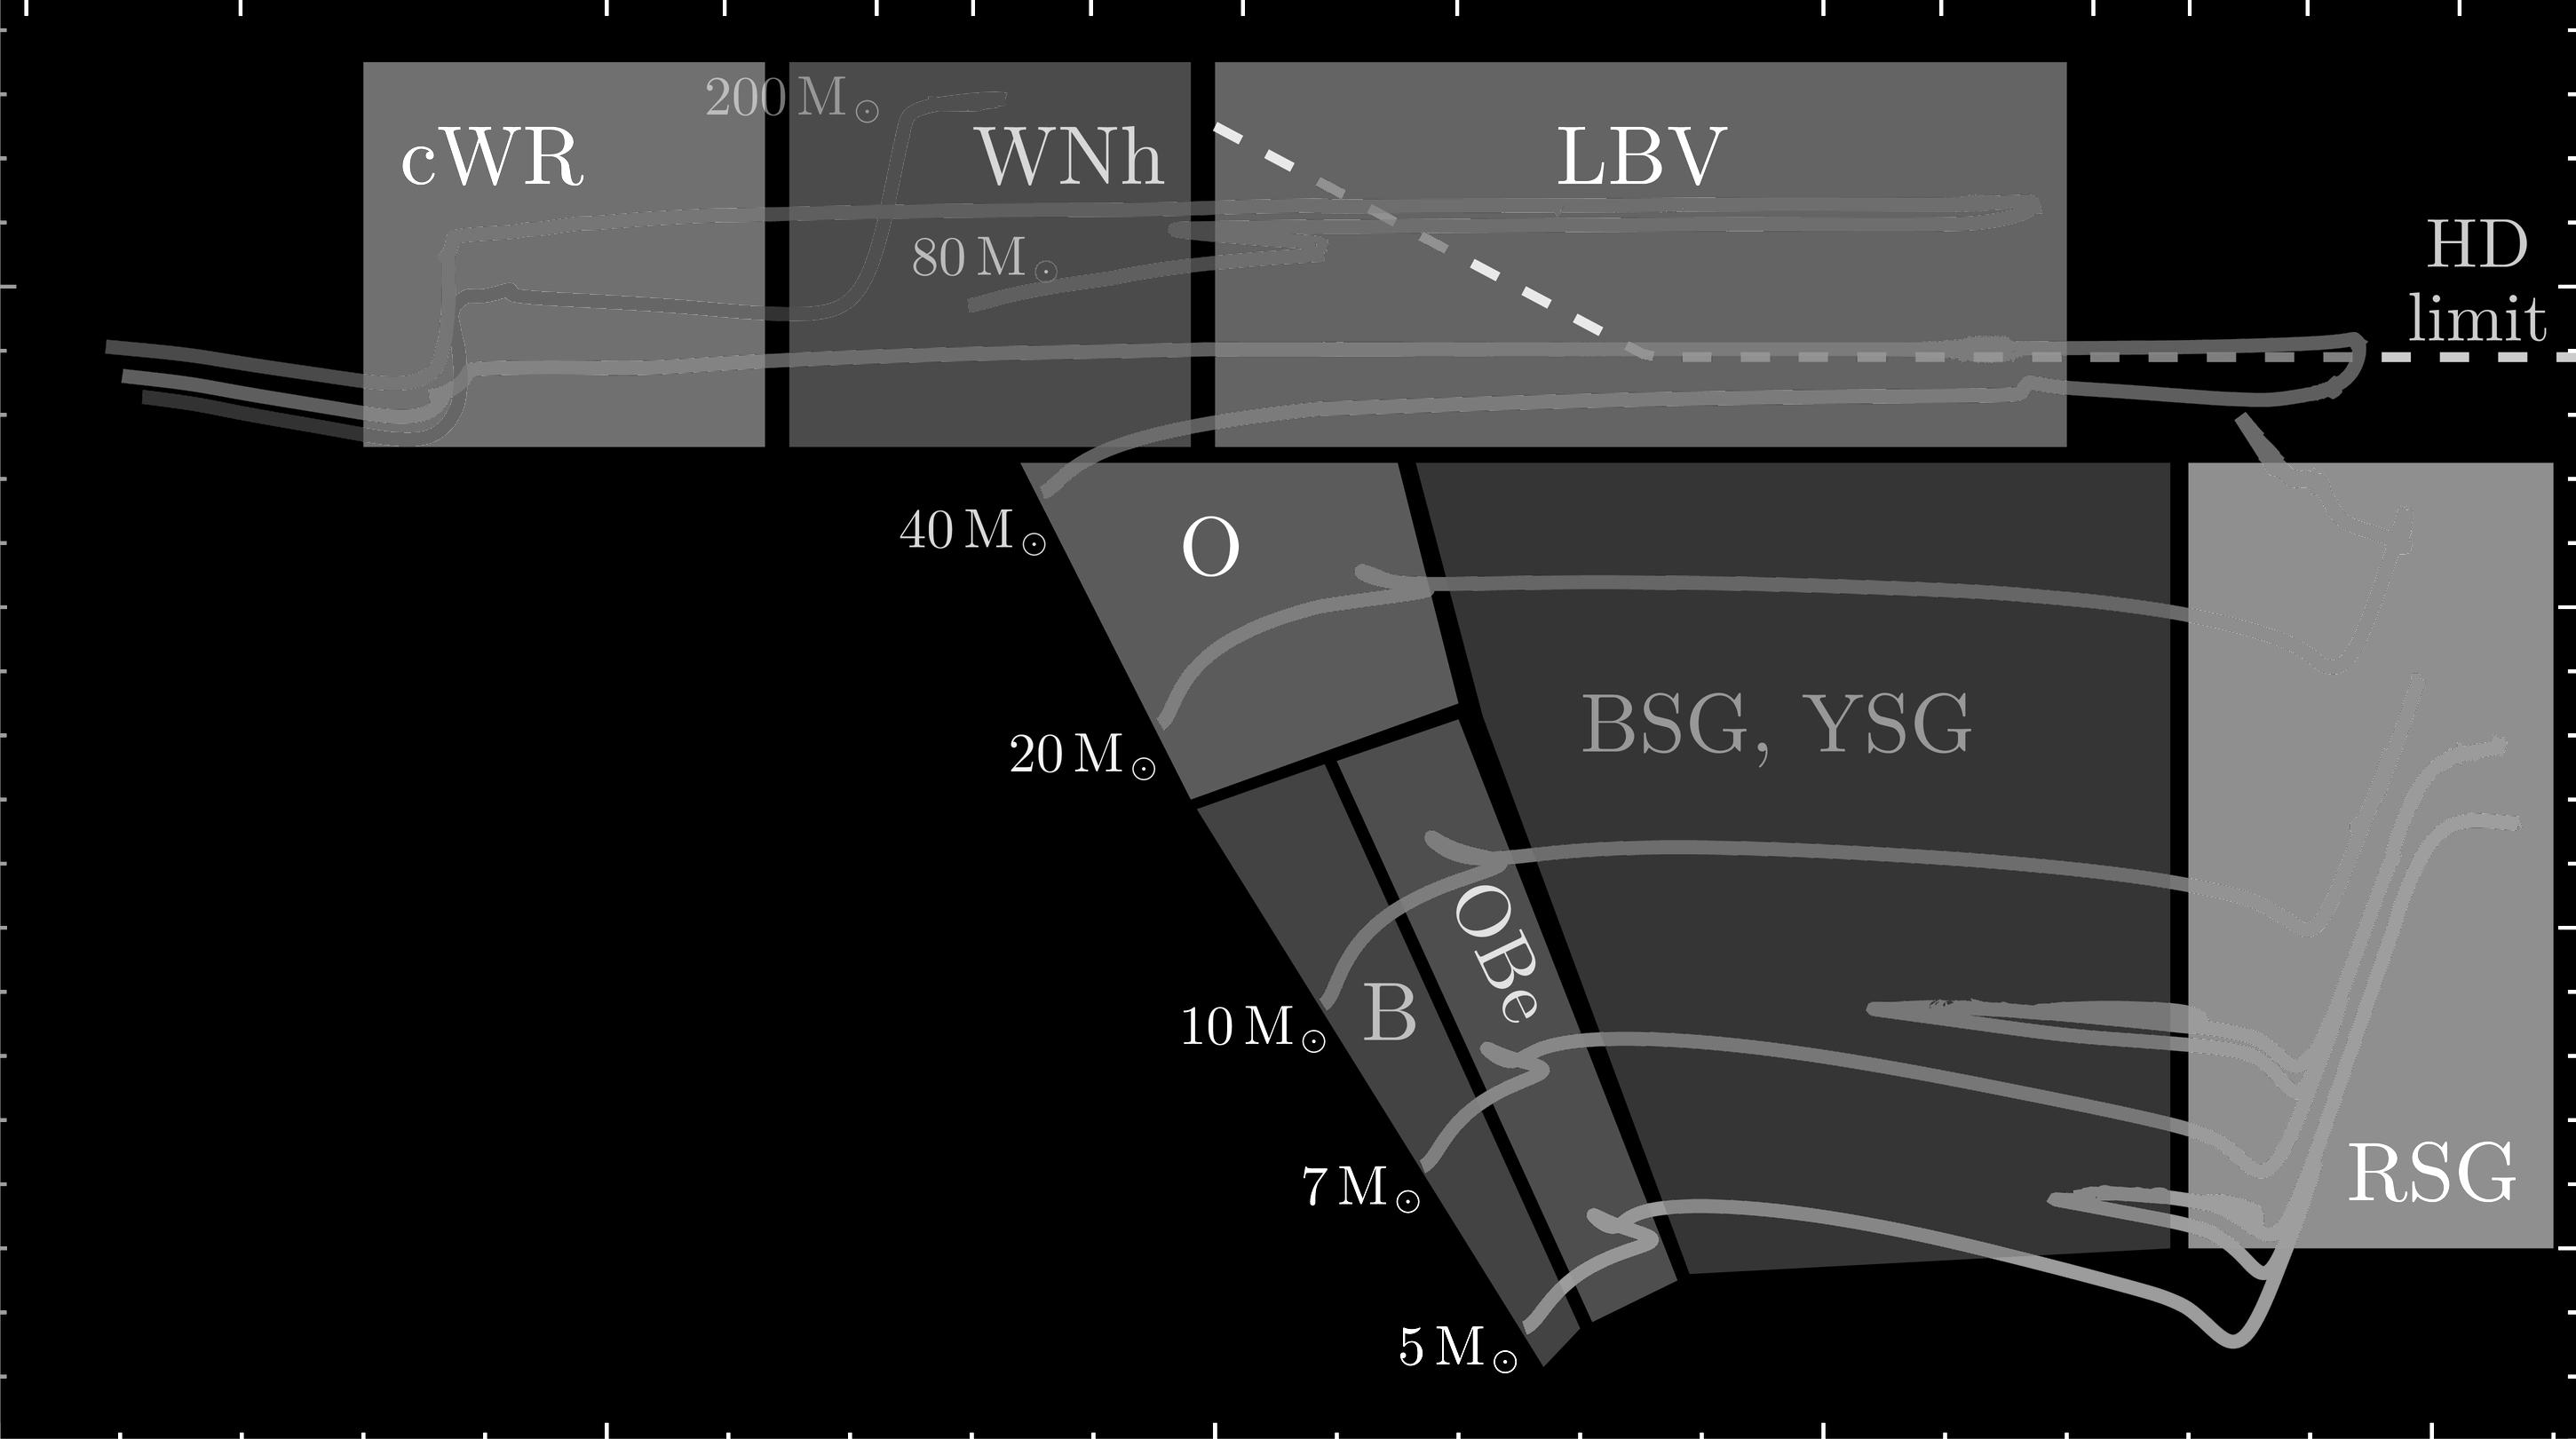 200 M☉
cWR
WNh
LBV
80 M☉
HD
limit
40 M☉
O
20 M☉
BSG, YSG
OBe
10 M☉
B
7 M☉
RSG
5 M☉